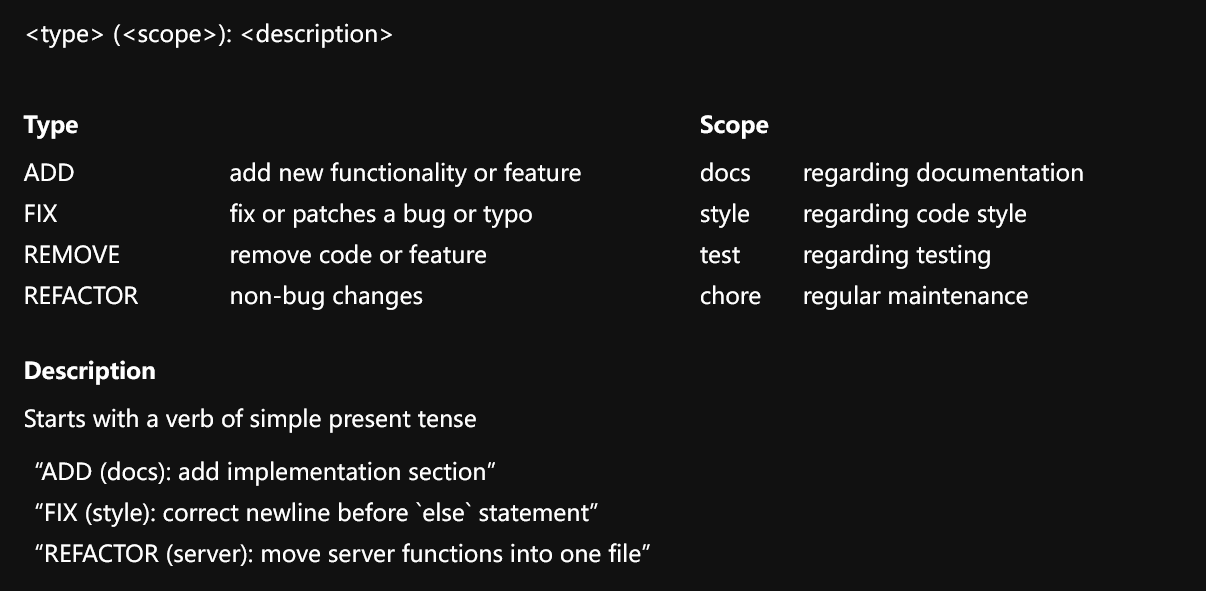 <type> (<scope>): <description>
Type
ADD add new functionality or feature
FIX fix or patches a bug or typo
REMOVE remove code or feature
REFACTOR non-bug changes
Scope
docs regarding documentation
style regarding code style
test regarding testing
chore regular maintenance
Description
Starts with a verb of simple present tense
“ADD (docs): add implementation section”
“FIX (style): correct newline before `else` statement”
“REFACTOR (server): move server functions into one file”